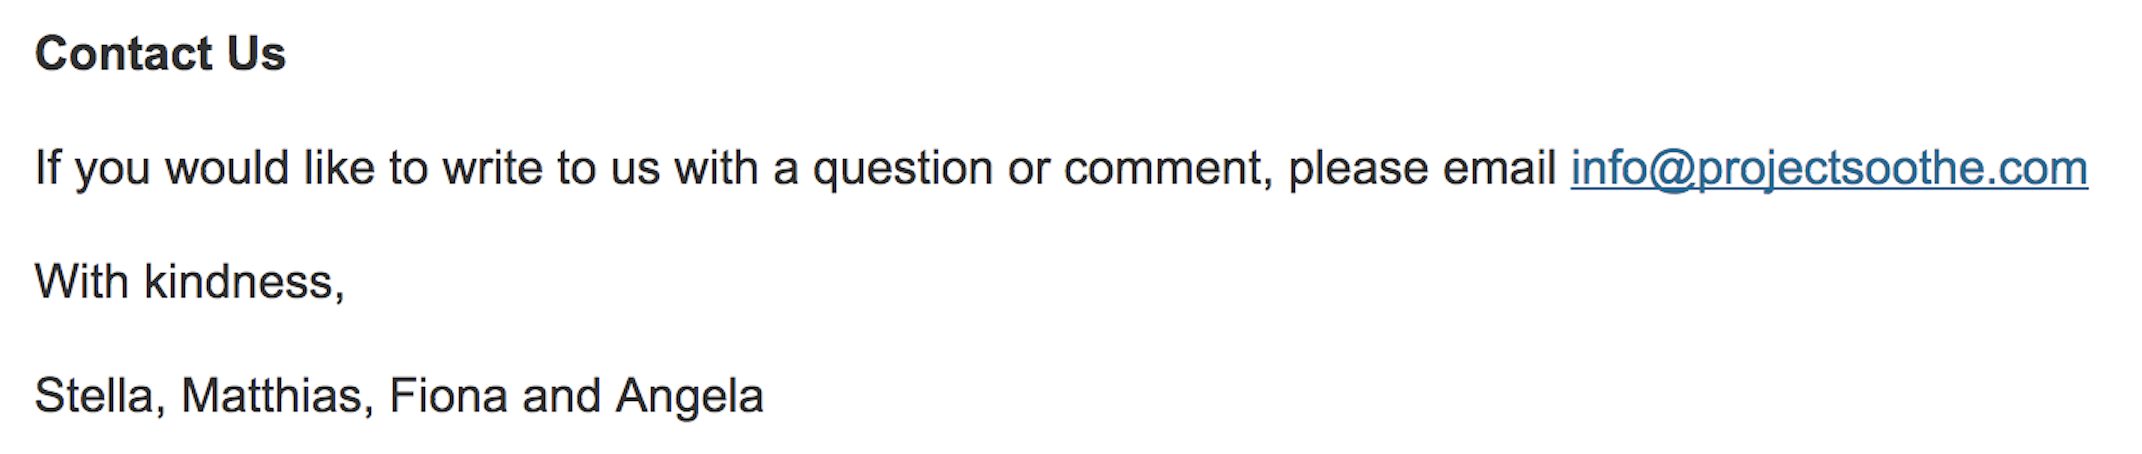 Contact Us
If you would like to write to us with a question or comment, please email info@projectsoothe.com
With kindness,
Stella, Matthias, Fiona and Angela